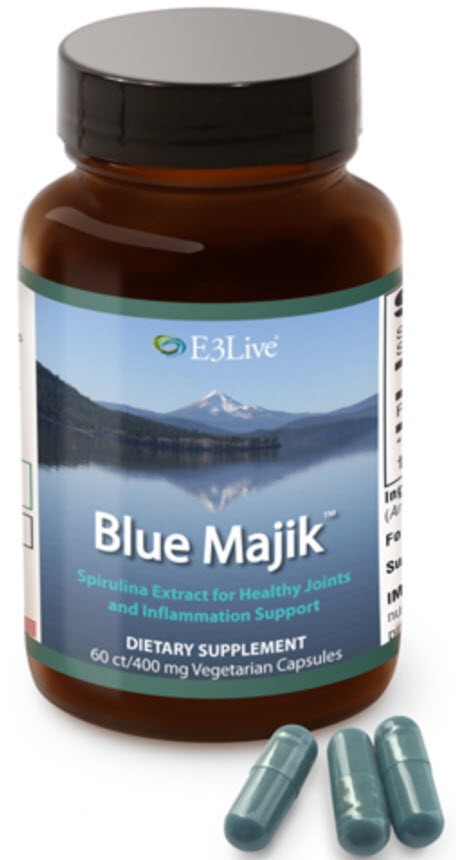 E3Live®
Blue Majik™
Spirulina Extract for Healthy Joints
and Inflammation Support
DIETARY SUPPLEMENT
60 ct/400 mg Vegetarian Capsules